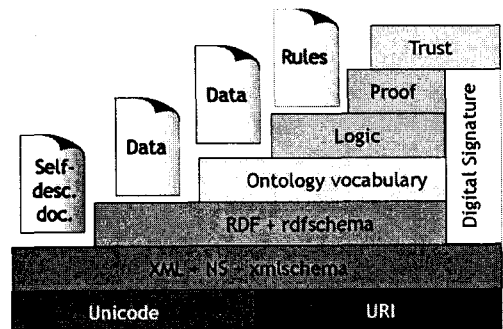 Rules
Trust
Data
Proof
Data
Logic
Self-
desc.
doc.
Ontology vocabulary
Digital Signature
RDF + rdfschema
XML + NS + xmlschema
Unicode
URI